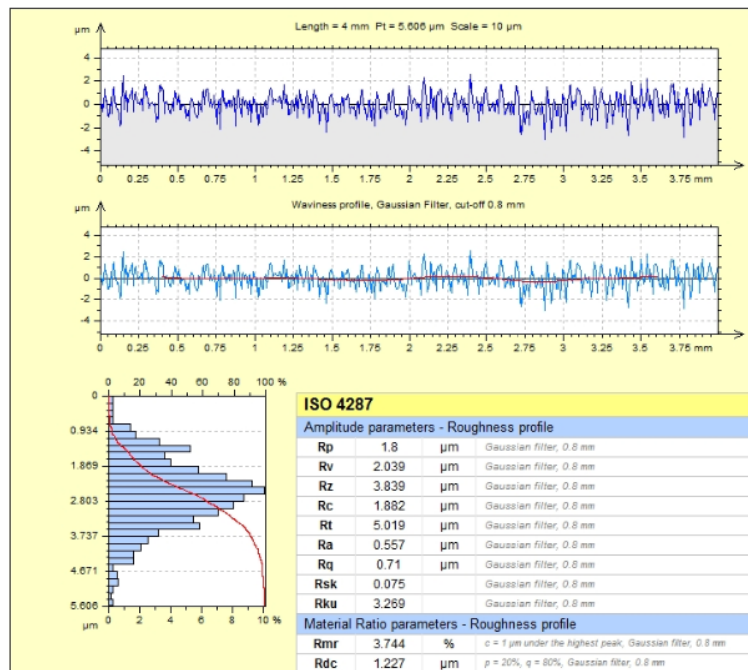 Length = 4 mm  Pt = 5.606 µm  Scale = 10 µm
µm
4
2
0
-2
-4
0 0.25 0.5 0.75 1 1.25 1.5 1.75 2 2.25 2.5 2.75 3 3.25 3.5 3.75 mm
Waviness profile, Gaussian Filter, cut-off 0.8 mm
µm
4
2
0
-2
-4
0 0.25 0.5 0.75 1 1.25 1.5 1.75 2 2.25 2.5 2.75 3 3.25 3.5 3.75 mm
0 20 40 60 80 100 %
0
0.934
1.869
2.803
3.737
4.671
5.606
µm
0 2 4 6 8 10 %
ISO 4287
Amplitude parameters - Roughness profile
Rp 1.8 µm Gaussian filter, 0.8 mm
Rv 2.039 µm Gaussian filter, 0.8 mm
Rz 3.839 µm Gaussian filter, 0.8 mm
Rc 1.882 µm Gaussian filter, 0.8 mm
Rt 5.019 µm Gaussian filter, 0.8 mm
Ra 0.557 µm Gaussian filter, 0.8 mm
Rq 0.71 µm Gaussian filter, 0.8 mm
Rsk 0.075 Gaussian filter, 0.8 mm
Rku 3.269 Gaussian filter, 0.8 mm
Material Ratio parameters - Roughness profile
Rmr 3.744 % c = 1 µm under the highest peak, Gaussian filter, 0.8 mm
Rdc 1.227 µm p = 20%, q = 80%, Gaussian filter, 0.8 mm